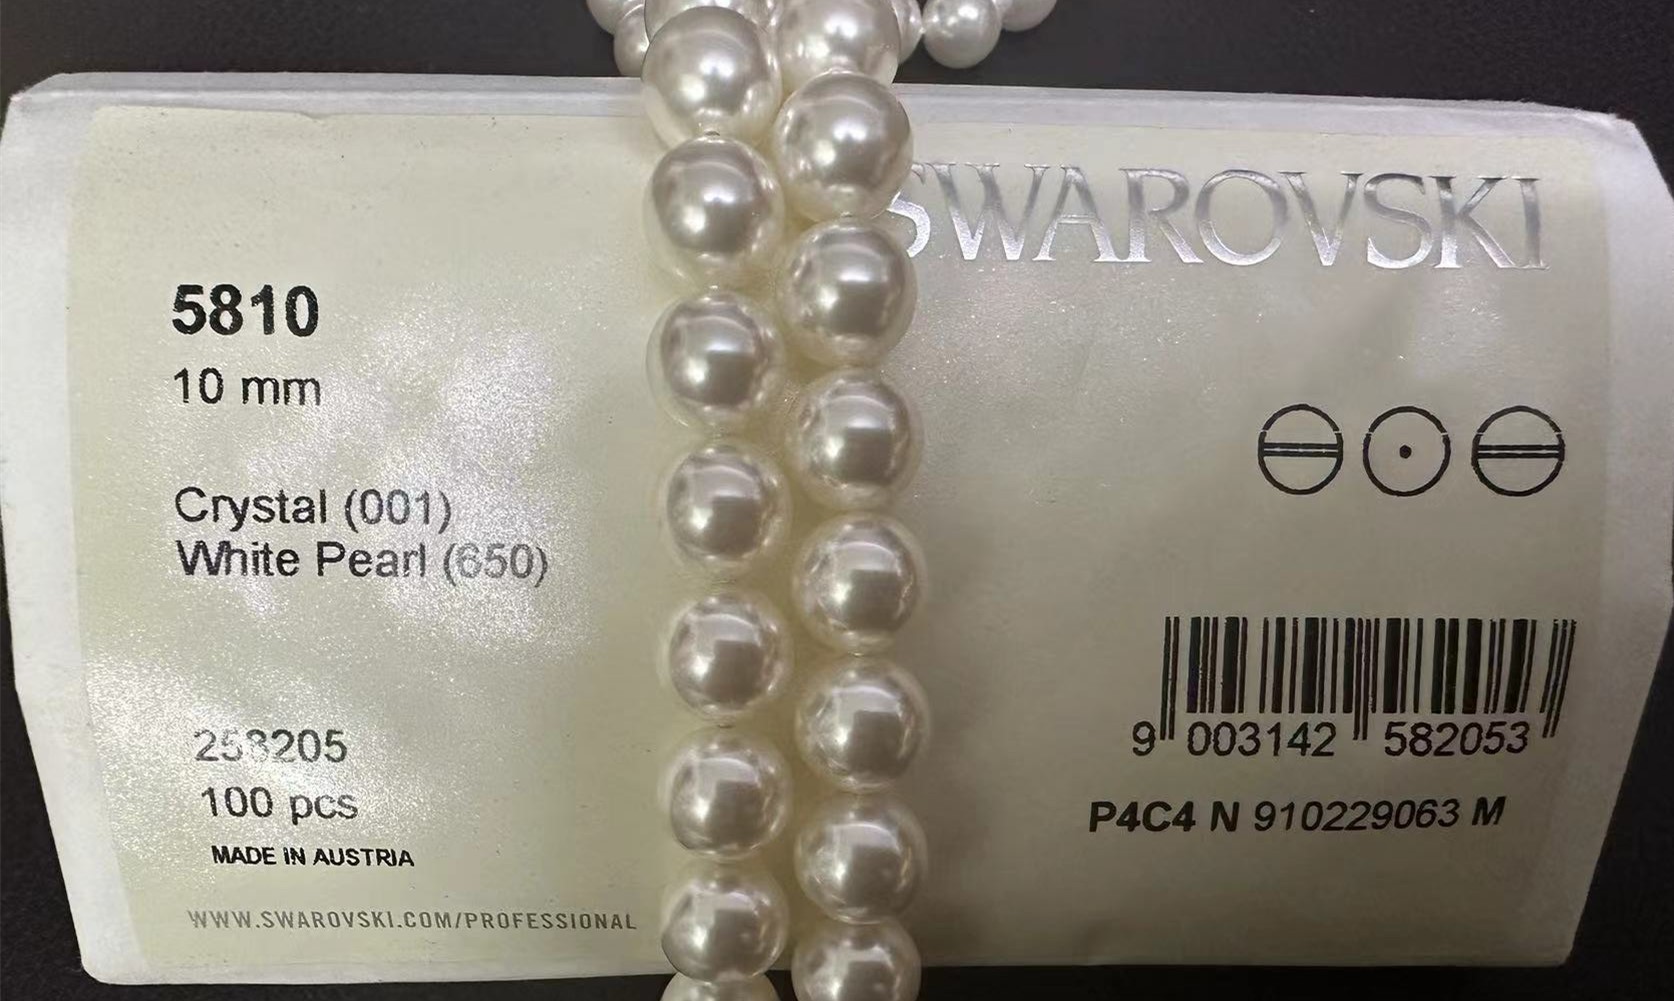 SWAROVSKI
5810
10 mm
Crystal (001)
White Pearl (650)
258205
100 pcs
MADE IN AUSTRIA
WWW.SWAROVSKI.COM/PROFESSIONAL
9 003142 582053
P4C4 N 910229063 M